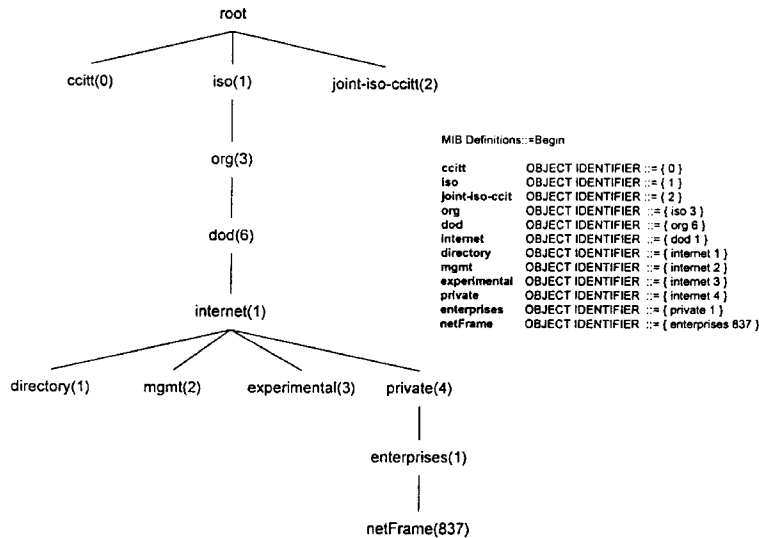 root
ccitt(0) iso(1) joint-iso-ccitt(2)
org(3)
dod(6)
internet(1)
directory(1) mgmt(2) experimental(3) private(4)
enterprises(1)
netFrame(837)
MIB Definitions::=Begin
ccitt OBJECT IDENTIFIER ::= { 0 }
iso OBJECT IDENTIFIER ::= { 1 }
joint-iso-ccit OBJECT IDENTIFIER ::= { 2 }
org OBJECT IDENTIFIER ::= { iso 3 }
dod OBJECT IDENTIFIER ::= { org 6 }
internet OBJECT IDENTIFIER ::= { dod 1 }
directory OBJECT IDENTIFIER ::= { internet 1 }
mgmt OBJECT IDENTIFIER ::= { internet 2 }
experimental OBJECT IDENTIFIER ::= { internet 3 }
private OBJECT IDENTIFIER ::= { internet 4 }
enterprises OBJECT IDENTIFIER ::= { private 1 }
netFrame OBJECT IDENTIFIER ::= { enterprises 837 }